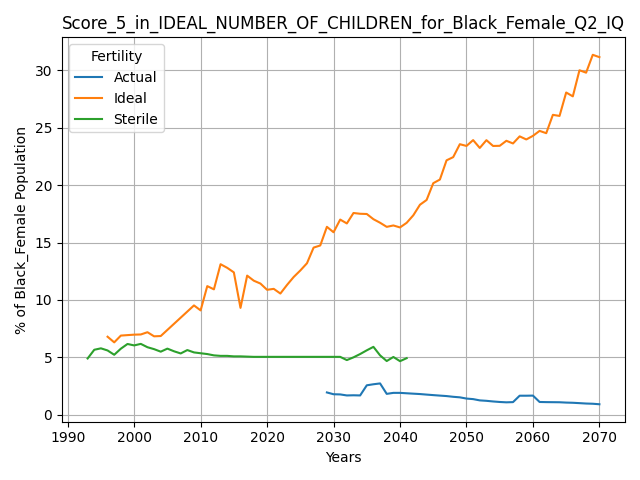 Score_5_in_IDEAL_NUMBER_OF_CHILDREN_for_Black_Female_Q2_IQ
Fertility
Actual
Ideal
Sterile
% of Black_Female Population
30
25
20
15
10
5
0
1990 2000 2010 2020 2030 2040 2050 2060 2070
Years